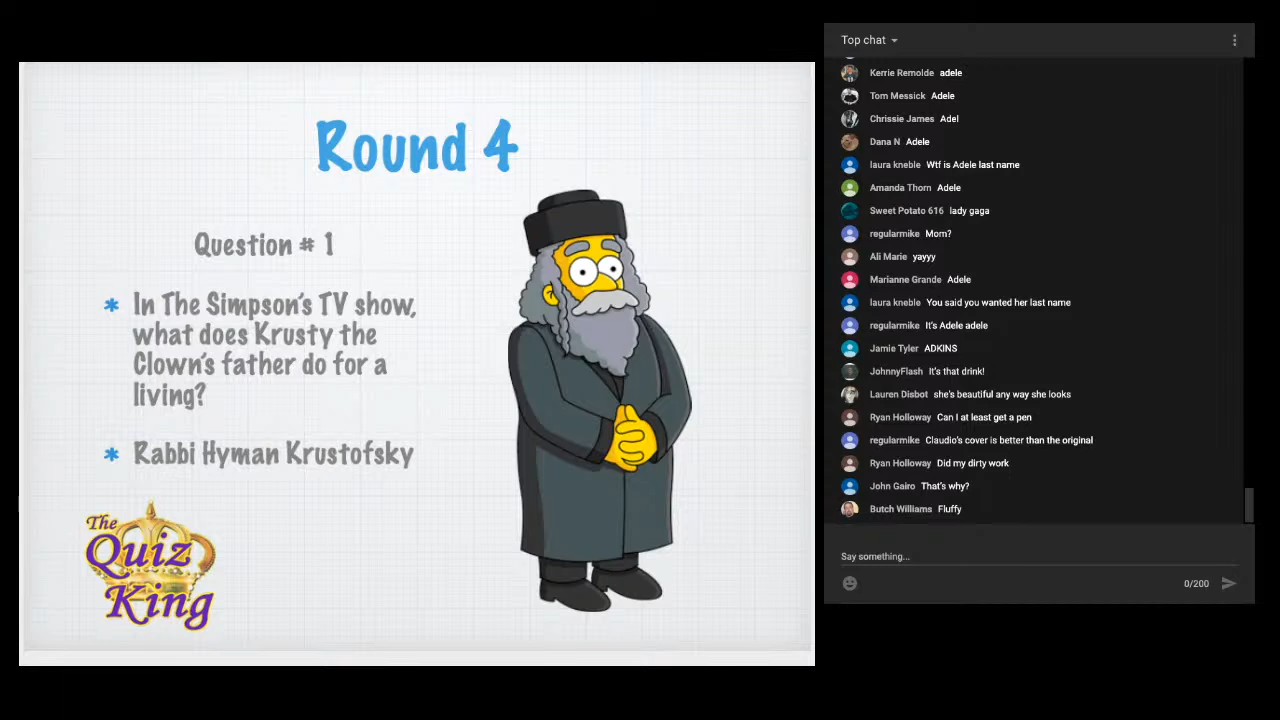 Round 4
Question # 1
* In The Simpson's TV show,
what does Krusty the
Clown's father do for a
living?
* Rabbi Hyman Krustofsky
The
Quiz
King
Top chat
Kerrie Remolde adele
Tom Messick Adele
Chrissie James Adel
Dana N Adele
laura kneble Wtf is Adele last name
Amanda Thorn Adele
Sweet Potato 616 lady gaga
regularmike Mom?
Ali Marie yayyy
Marianne Grande Adele
laura kneble You said you wanted her last name
regularmike It's Adele adele
Jamie Tyler ADKINS
JohnnyFlash It's that drink!
Lauren Disbot she's beautiful any way she looks
Ryan Holloway Can I at least get a pen
regularmike Claudio's cover is better than the original
Ryan Holloway Did my dirty work
John Gairo That's why?
Butch Williams Fluffy
Say something...
0/200